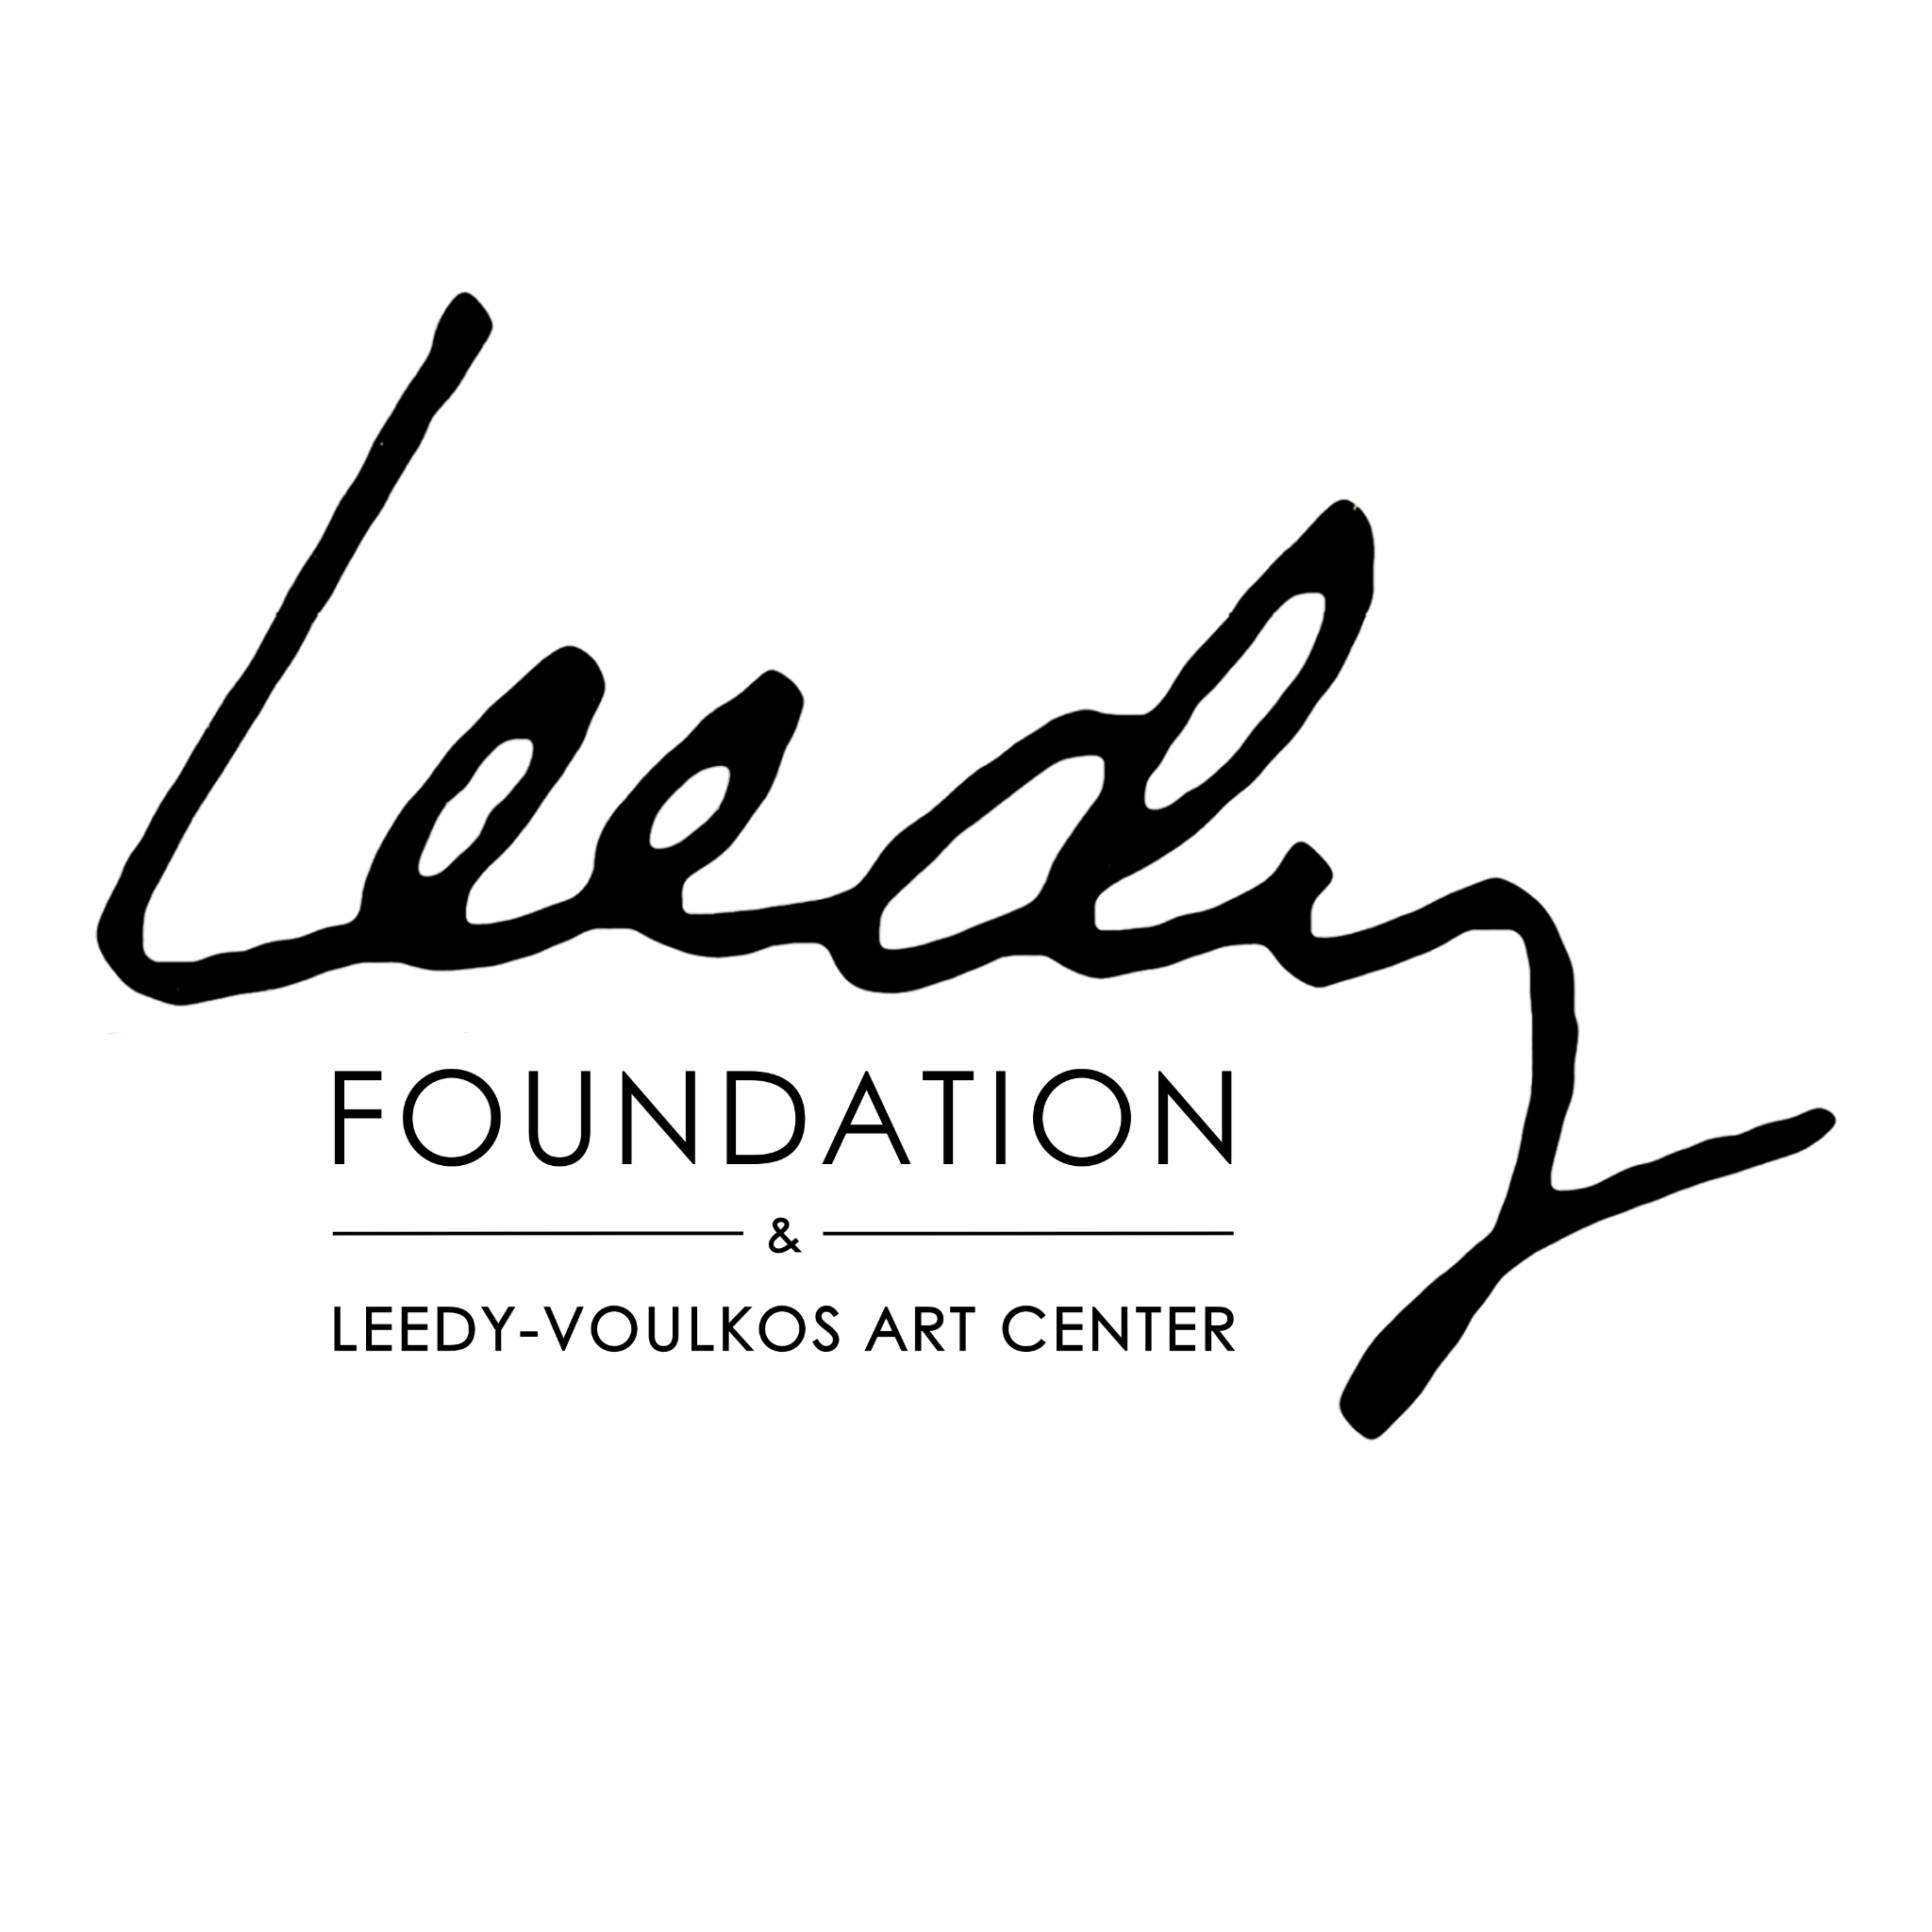 Leedy
FOUNDATION
&
LEEDY-VOULKOS ART CENTER